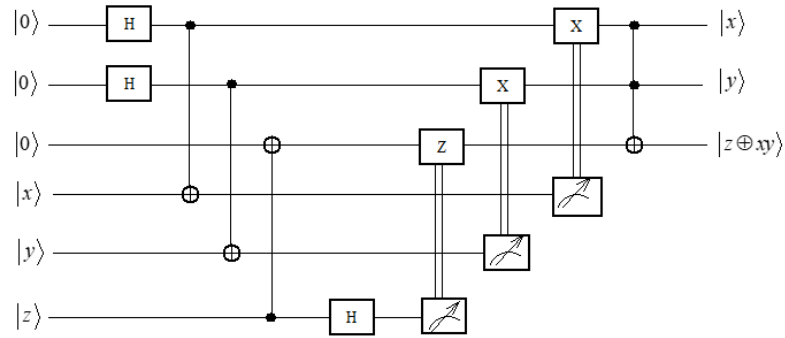 |0⟩ H X |x⟩
|0⟩ H X |y⟩
|0⟩ Z |z⊕xy⟩
|x⟩
|y⟩
|z⟩ H